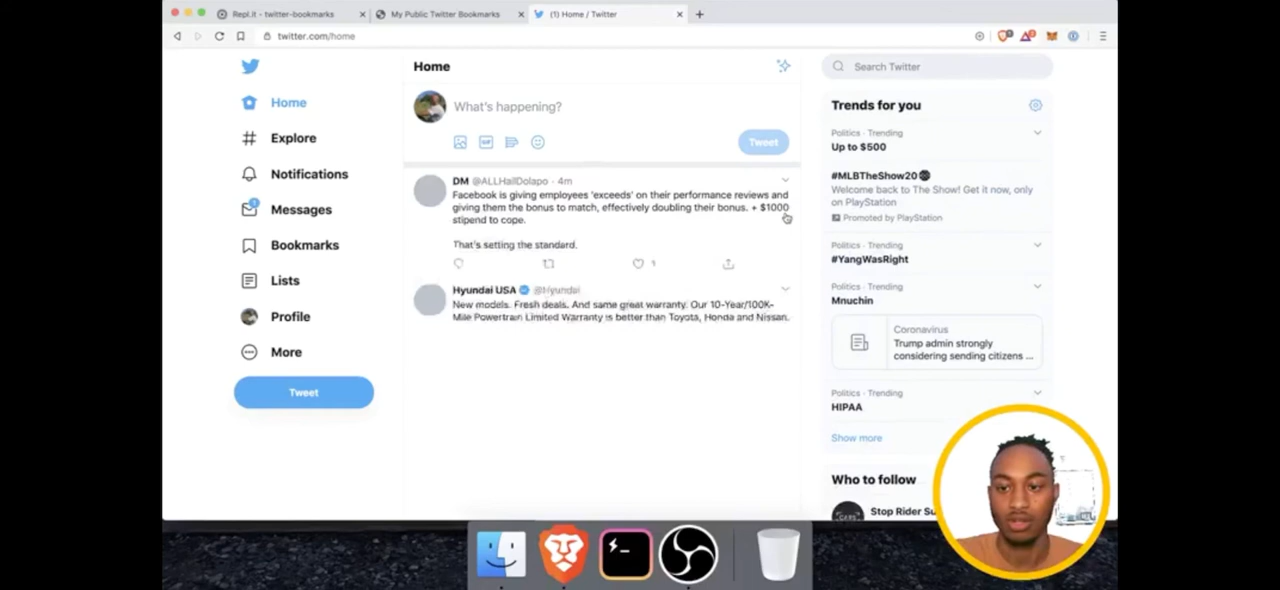 Repl.it - twitter-bookmarks
My Public Twitter Bookmarks
(1) Home / Twitter
twitter.com/home
Home
Search Twitter
Home
What's happening?
Explore
GIF
Tweet
Notifications
Messages
1
Bookmarks
Lists
Profile
More
Tweet
DM @ALLHailDolapo · 4m
Facebook is giving employees 'exceeds' on their performance reviews and
giving them the bonus to match, effectively doubling their bonus. + $1000
stipend to cope.
That's setting the standard.
Hyundai USA @Hyundai
New models. Fresh deals. And same great warranty. Our 10-Year/100K-
Mile Powertrain Limited Warranty is better than Toyota, Honda and Nissan.
Trends for you
Politics · Trending
Up to $500
#MLBTheShow20
Welcome back to The Show! Get it now, only
on PlayStation
Promoted by PlayStation
Politics · Trending
#YangWasRight
Politics · Trending
Mnuchin
Coronavirus
Trump admin strongly
considering sending citizens ...
Politics · Trending
HIPAA
Show more
Who to follow
Stop Rider Su